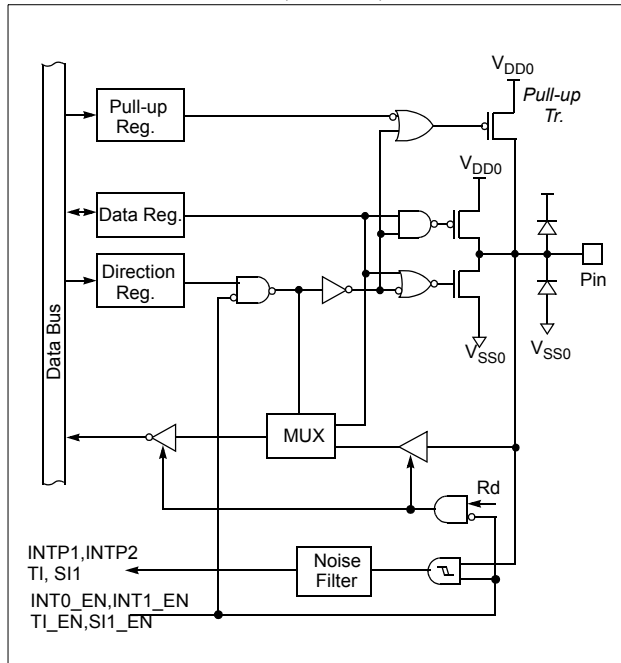 V_DD0
Pull-up
Tr.
Pull-up
Reg.
V_DD0
Data Reg.
Direction
Reg.
Data Bus
Pin
V_SS0
V_SS0
MUX
Rd
INTP1,INTP2
TI, SI1
Noise
Filter
INT0_EN,INT1_EN
TI_EN,SI1_EN